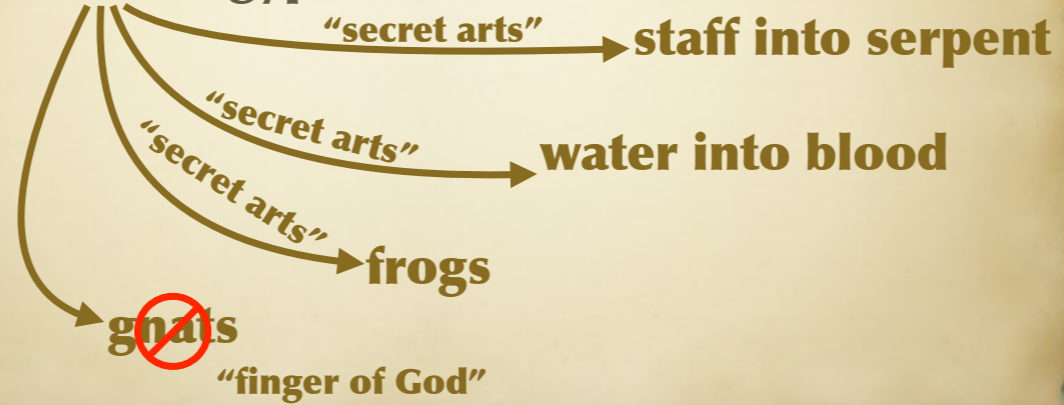 “secret arts”
staff into serpent
“secret arts”
water into blood
“secret arts”
frogs
gnats
“finger of God”